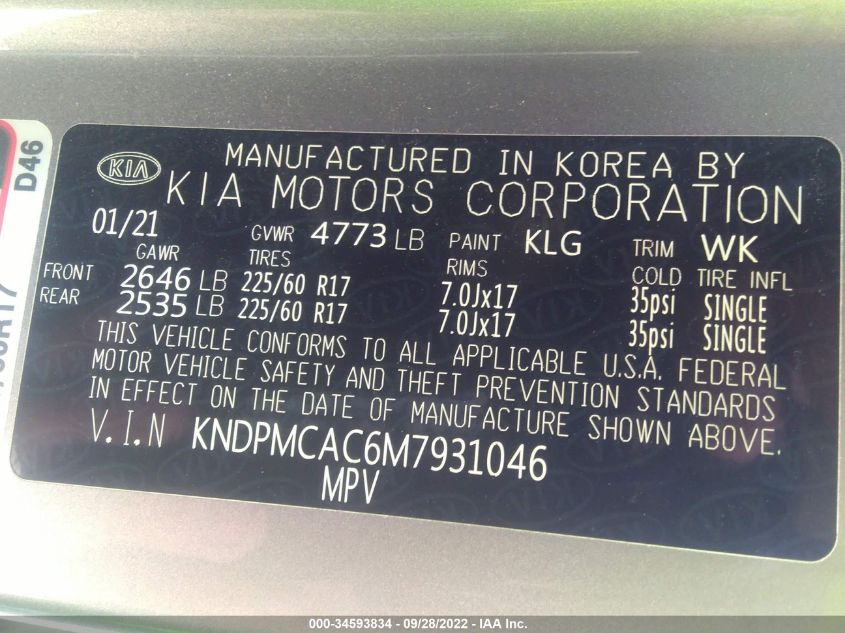 KIA
MANUFACTURED IN KOREA BY
KIA MOTORS CORPORATION
01/21 GVWR 4773 LB PAINT KLG TRIM WK
GAWR TIRES RIMS COLD TIRE INFL
FRONT 2646 LB 225/60 R17 7.0Jx17 35psi SINGLE
REAR 2535 LB 225/60 R17 7.0Jx17 35psi SINGLE
THIS VEHICLE CONFORMS TO ALL APPLICABLE U.S.A. FEDERAL
MOTOR VEHICLE SAFETY AND THEFT PREVENTION STANDARDS
IN EFFECT ON THE DATE OF MANUFACTURE SHOWN ABOVE.
V.I.N KNDPMCAC6M7931046
MPV
D46
000-34593834 - 09/28/2022 - IAA Inc.